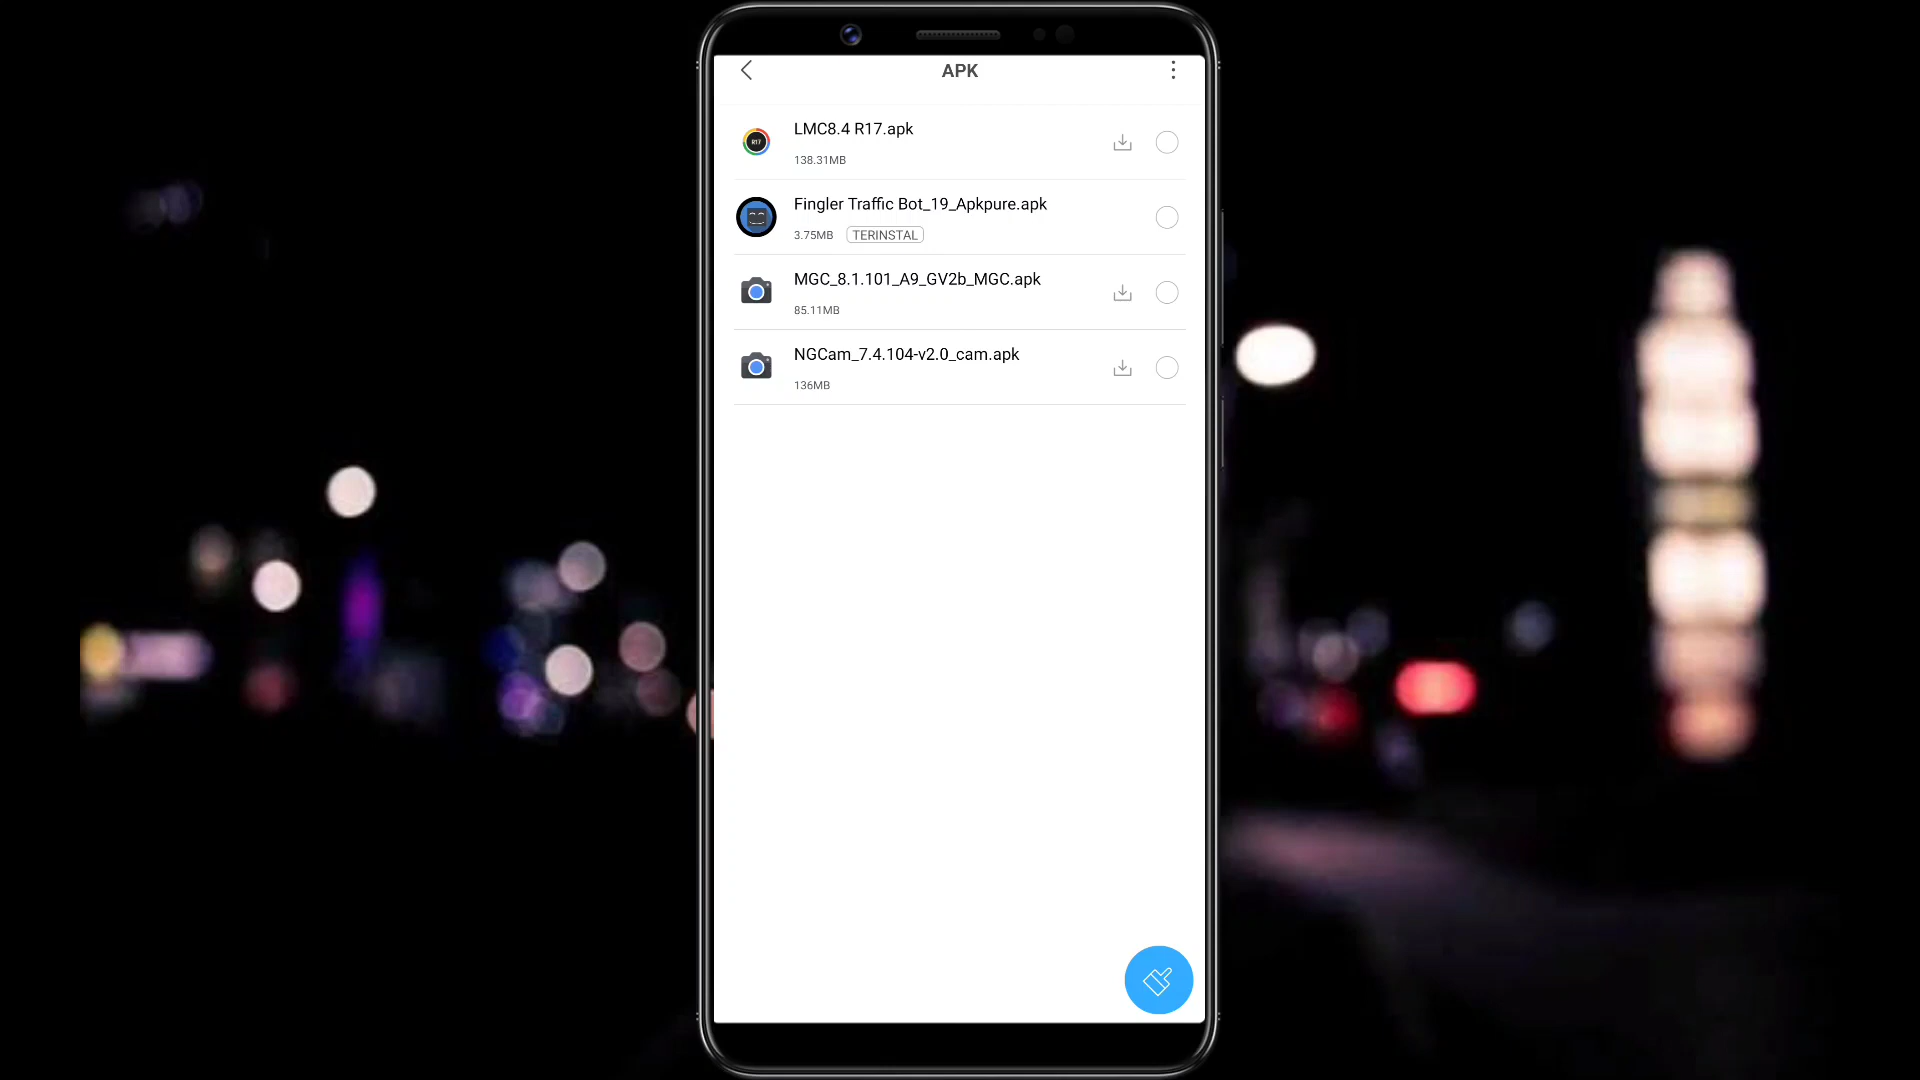 APK
LMC8.4 R17.apk
R17
138.31MB
Fingler Traffic Bot_19_Apkpure.apk
3.75MB TERINSTAL
MGC_8.1.101_A9_GV2b_MGC.apk
85.11MB
NGCam_7.4.104-v2.0_cam.apk
136MB